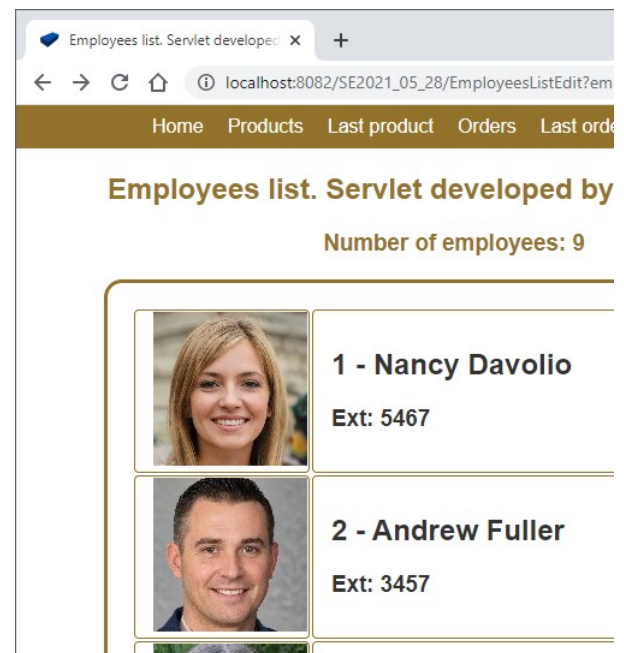 Employees list. Servlet developed
localhost:8082/SE2021_05_28/EmployeesListEdit?em
Home Products Last product Orders Last orde
Employees list. Servlet developed by
Number of employees: 9
1 - Nancy Davolio
Ext: 5467
2 - Andrew Fuller
Ext: 3457